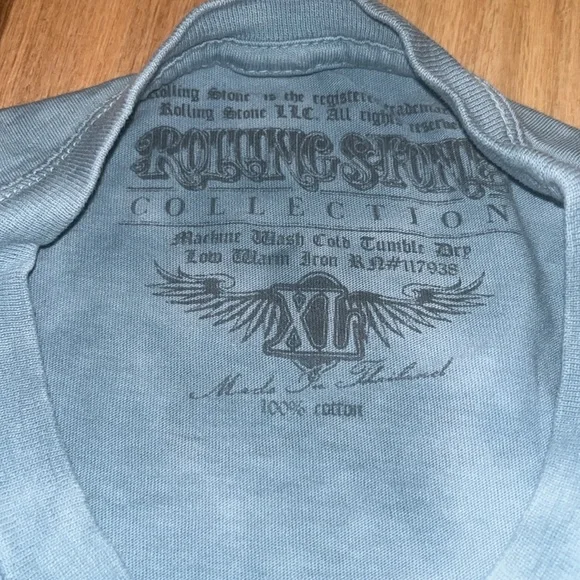 Rolling Stone is the registered trademark
Rolling Stone LLC. All rights reserve
ROLLING STONE
COLLECTION
Machine Wash Cold Tumble Dry
Low Warm Iron RN#117938
XL
Made In Thailand
100% cotton